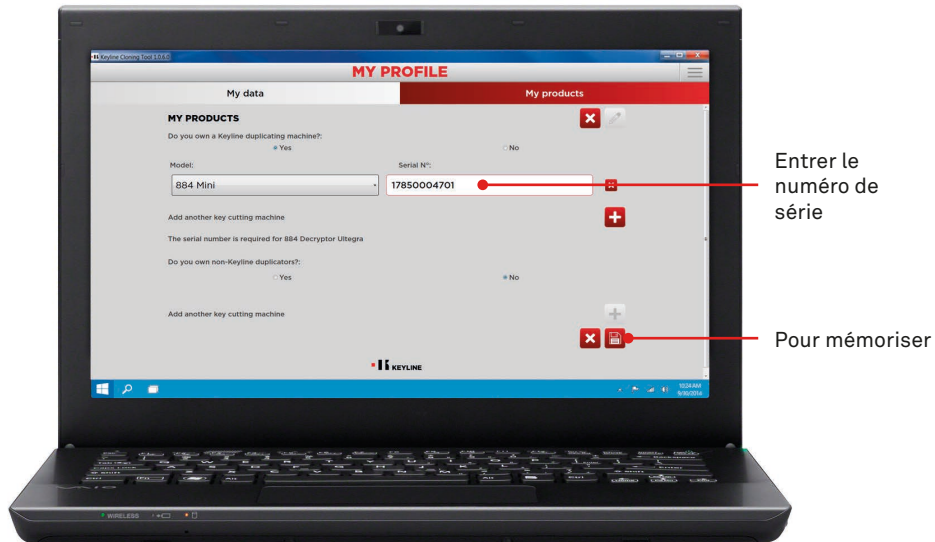 Keyline Cloning Tool 1.0.6.0
MY PROFILE
My data
My products
MY PRODUCTS
Do you own a Keyline duplicating machine?:
Yes
No
Model:
Serial N°:
884 Mini
17850004701
Entrer le
numéro de
série
Add another key cutting machine
The serial number is required for 884 Decryptor Ultegra
Do you own non-Keyline duplicators?:
Yes
No
Add another key cutting machine
Pour mémoriser
KEYLINE
10:24 AM
9/30/2014
VAIO
WIRELESS